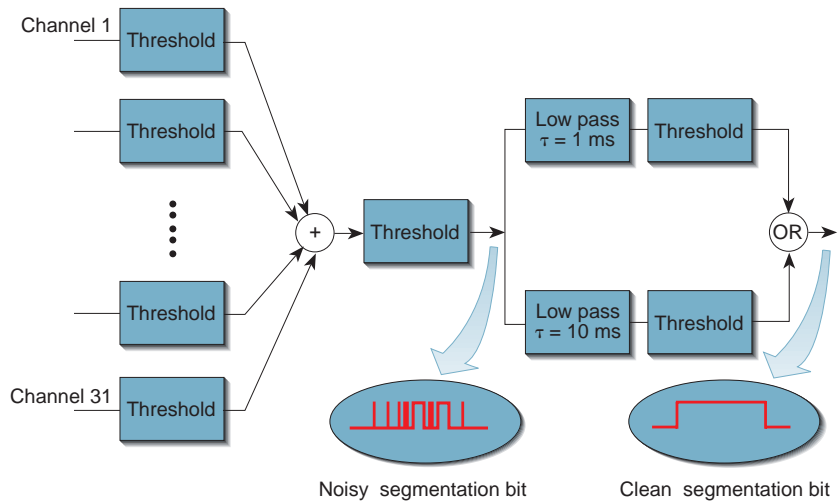 Channel 1
Threshold
Threshold
Threshold
Channel 31
Threshold
+
Threshold
Low pass
τ = 1 ms
Threshold
Low pass
τ = 10 ms
Threshold
OR
Noisy segmentation bit
Clean segmentation bit